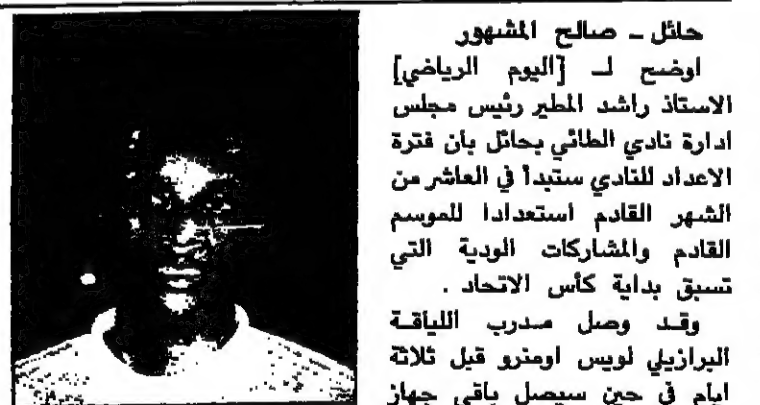 حائل ـ صالح المشهور
اوضح لـ [اليوم الرياضي]
الاستاذ راشد المطير رئيس مجلس
ادارة نادي الطائي بحائل بأن فترة
الاعداد للنادي ستبدأ في العاشر من
الشهر القادم استعدادا للموسم
القادم والمشاركات الودية التي
تسبق بداية كأس الاتحاد .
وقد وصل مدرب اللياقة
البرازيلي لويس اومنرو قبل ثلاثة
ايام في حين سيصل باقي جهاز